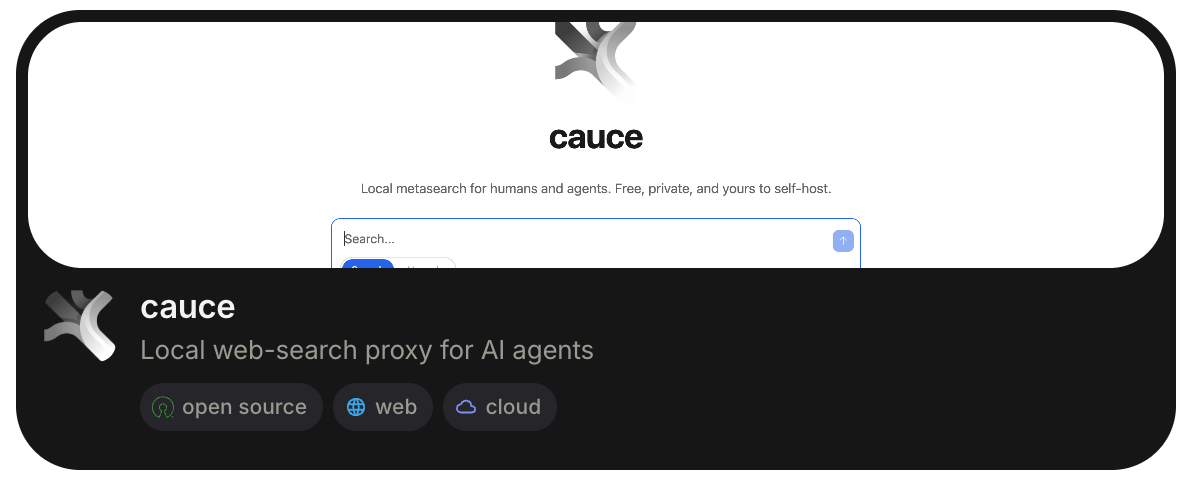 cauce
Local metasearch for humans and agents. Free, private, and yours to self-host.
Search...
cauce
Local web-search proxy for AI agents
open source
web
cloud